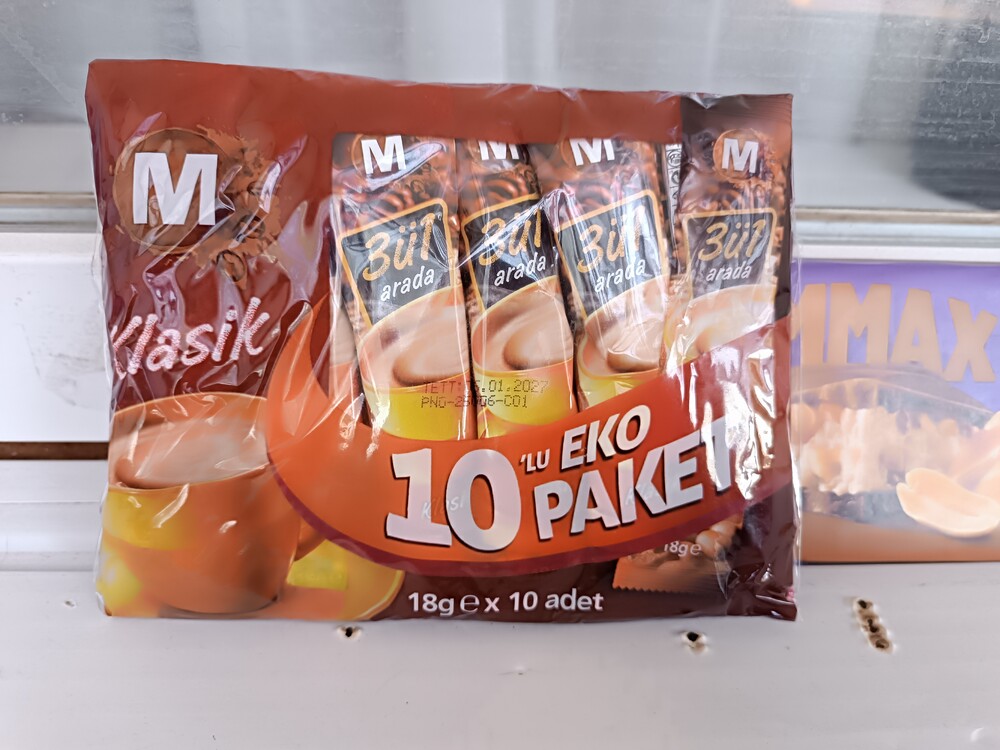 M
Klasik
M
3ü1
arada
M
3ü1
arada
M
3ü1
arada
M
3ü1
arada
10'LU EKO
PAKET
18g e x 10 adet
18g e
MMAX